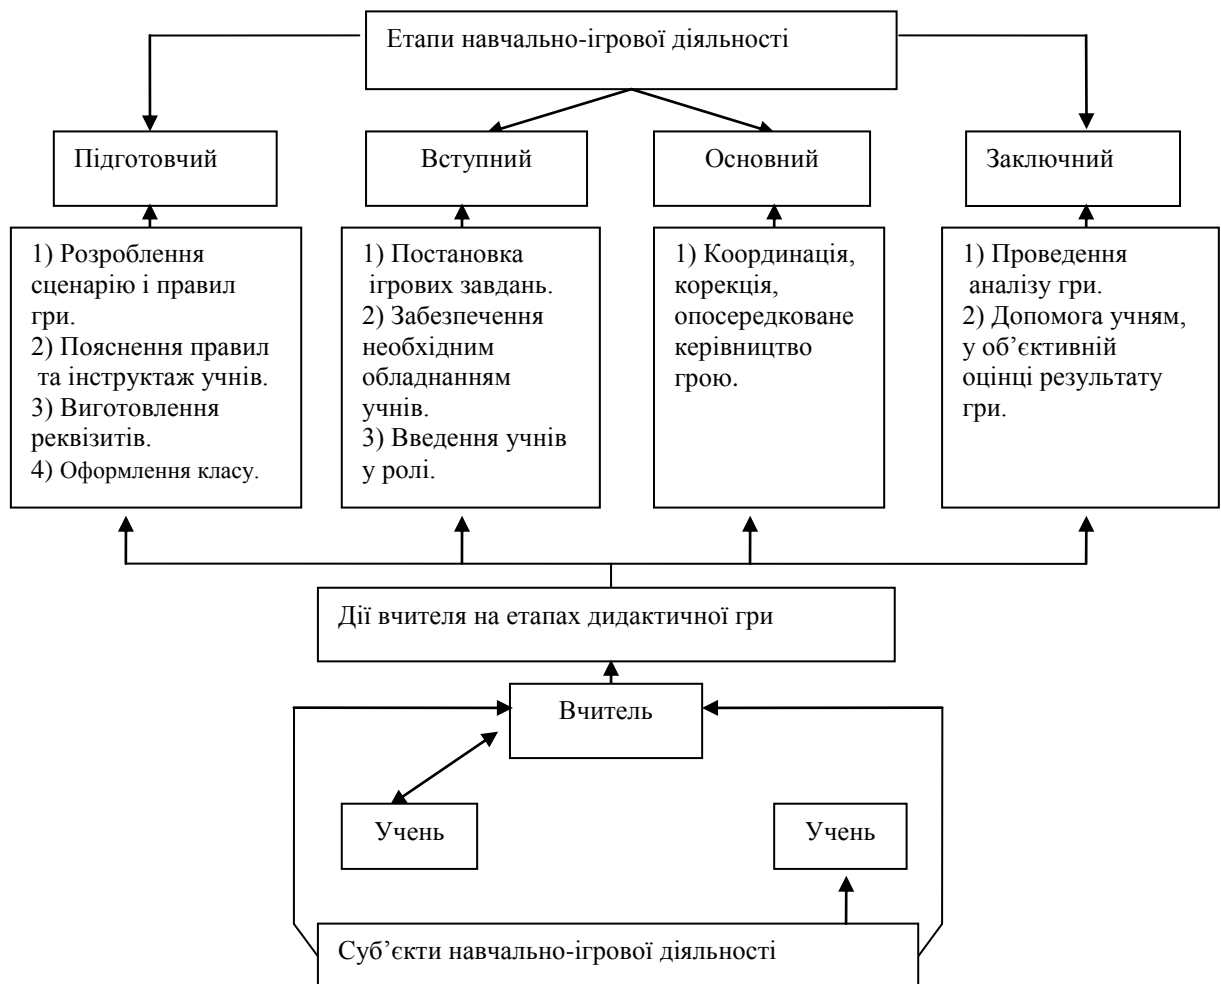 Етапи навчально-ігрової діяльності
Підготовчий
Вступний
Основний
Заключний
1) Розроблення
сценарію і правил
гри.
2) Пояснення правил
та інструктаж учнів.
3) Виготовлення
реквізитів.
4) Оформлення класу.
1) Постановка
ігрових завдань.
2) Забезпечення
необхідним
обладнанням
учнів.
3) Введення учнів
у ролі.
1) Координація,
корекція,
опосередковане
керівництво
грою.
1) Проведення
аналізу гри.
2) Допомога учням,
у об’єктивній
оцінці результату
гри.
Дії вчителя на етапах дидактичної гри
Вчитель
Учень
Учень
Суб’єкти навчально-ігрової діяльності